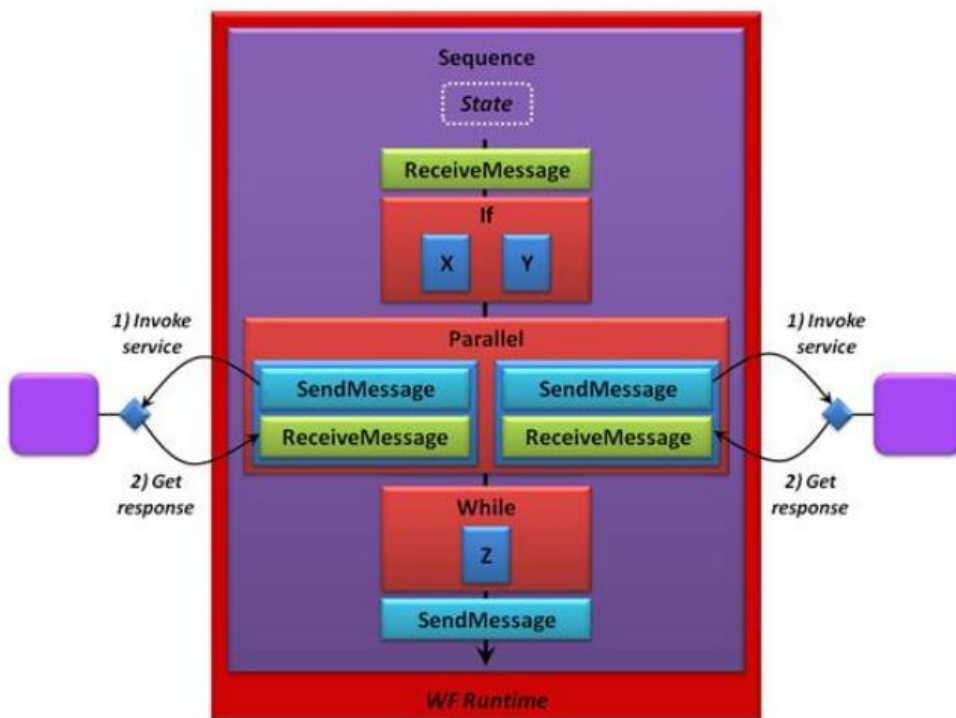 Sequence
State
ReceiveMessage
If
X
Y
1) Invoke
service
Parallel
1) Invoke
service
SendMessage
SendMessage
ReceiveMessage
ReceiveMessage
2) Get
response
2) Get
response
While
Z
SendMessage
WF Runtime